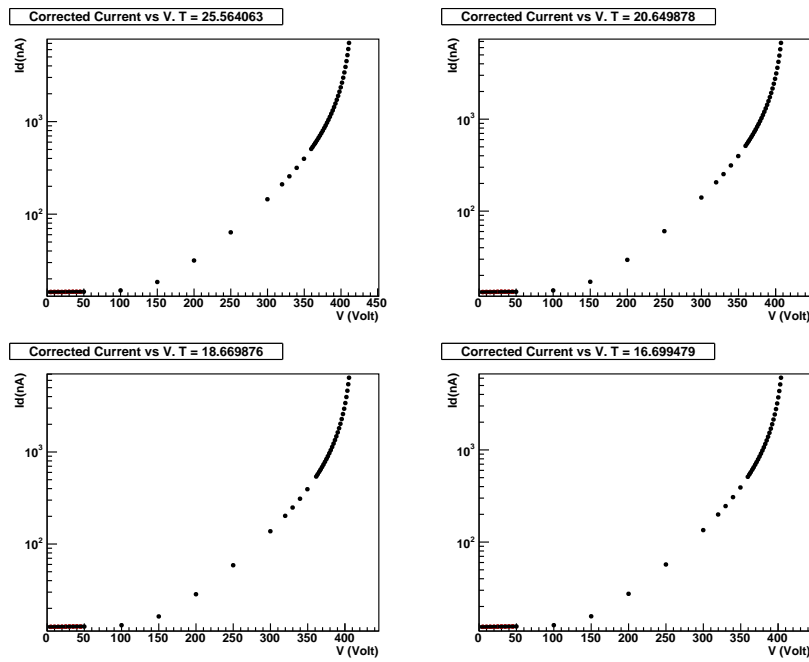 Corrected Current vs V. T = 25.564063
Id(nA)
10³
10²
0 50 100 150 200 250 300 350 400 450
V (Volt)
Corrected Current vs V. T = 20.649878
Id(nA)
10³
10²
0 50 100 150 200 250 300 350 400
V (Volt)
Corrected Current vs V. T = 18.669876
Id(nA)
10³
10²
0 50 100 150 200 250 300 350 400
V (Volt)
Corrected Current vs V. T = 16.699479
Id(nA)
10³
10²
0 50 100 150 200 250 300 350 400
V (Volt)